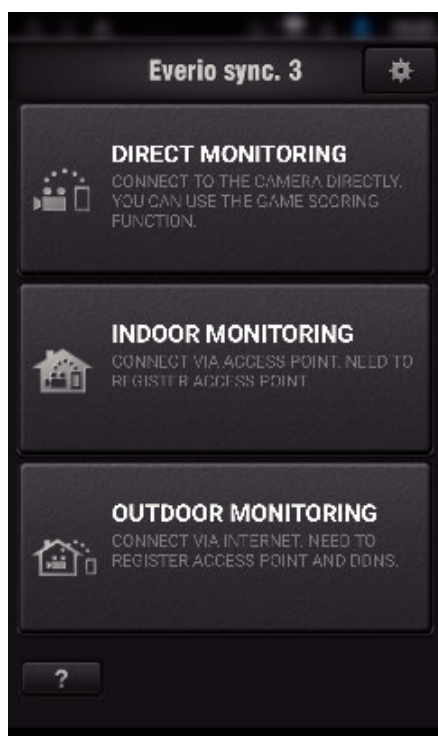 Everio sync. 3
DIRECT MONITORING
CONNECT TO THE CAMERA DIRECTLY.
YOU CAN USE THE GAME SCORING
FUNCTION.
INDOOR MONITORING
CONNECT VIA ACCESS POINT. NEED TO
REGISTER ACCESS POINT.
OUTDOOR MONITORING
CONNECT VIA INTERNET. NEED TO
REGISTER ACCESS POINT AND DDNS.
?